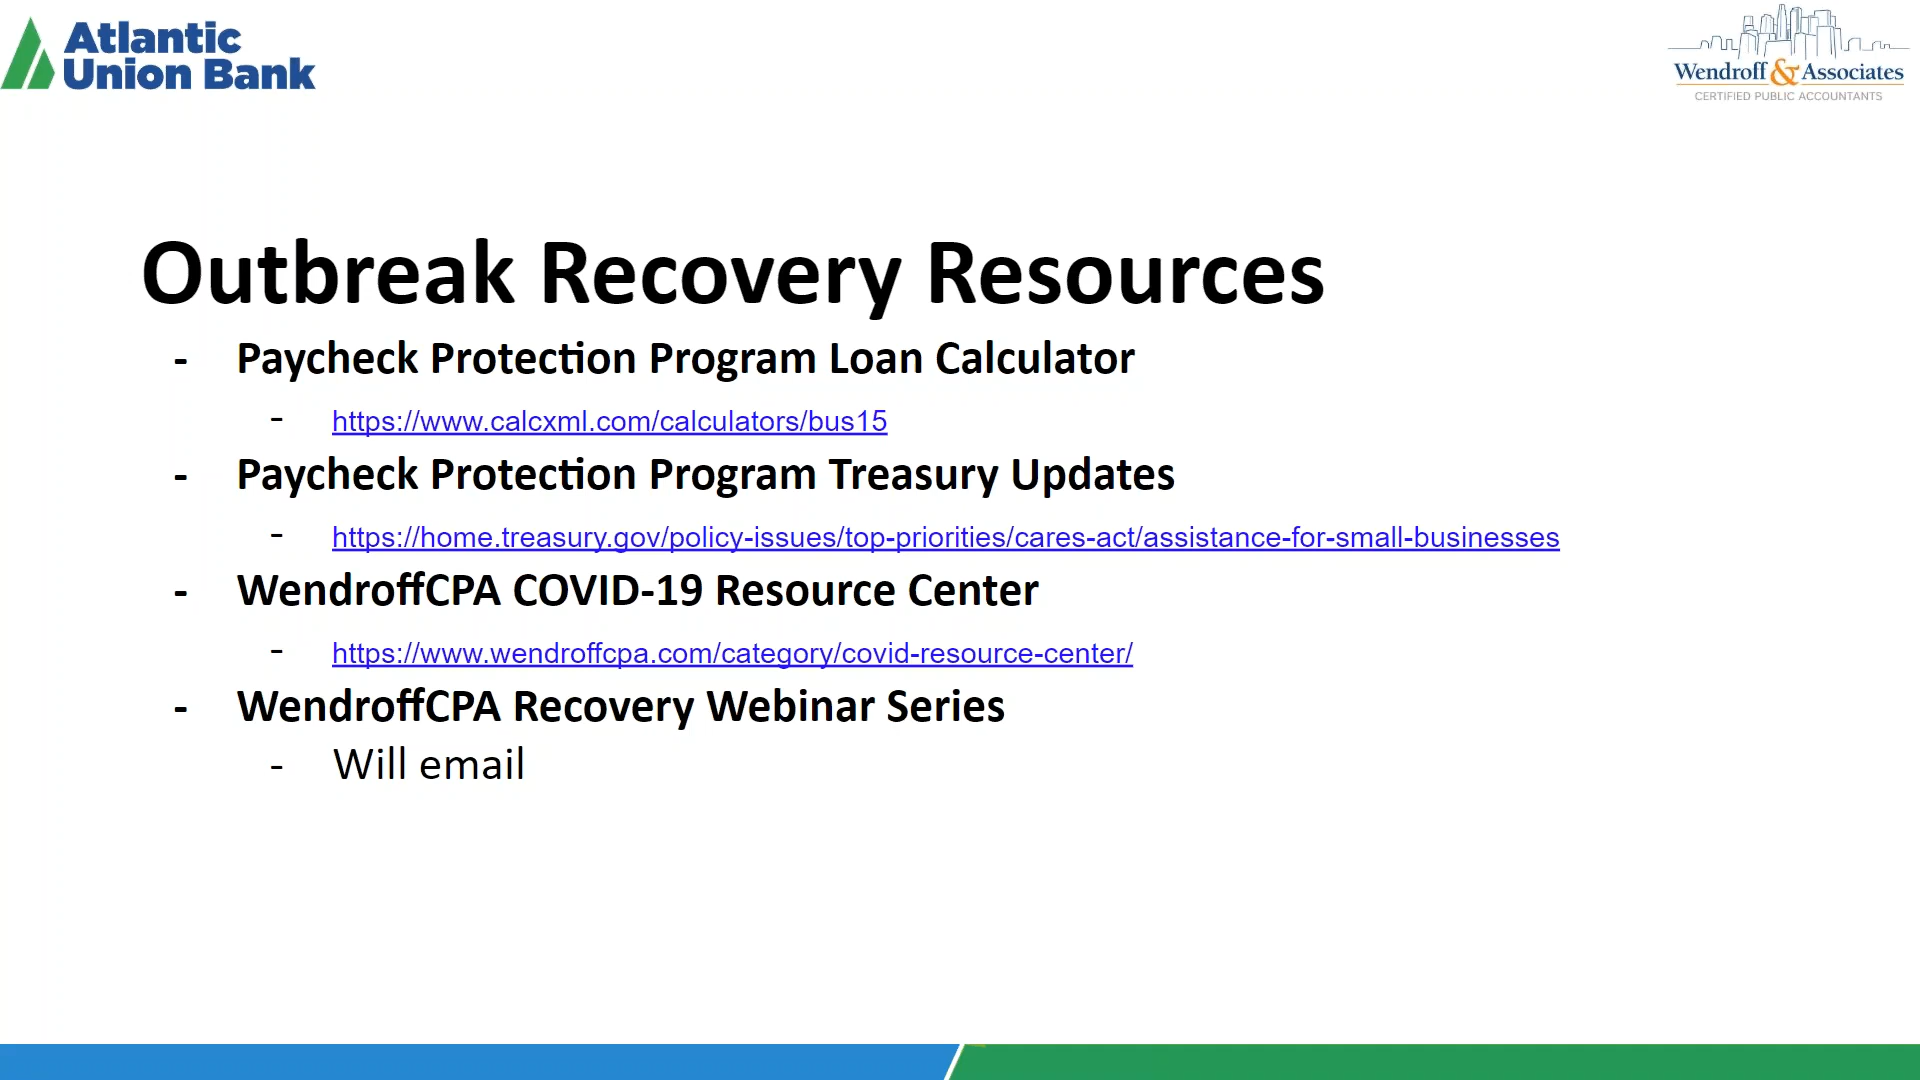 Atlantic
Union Bank
Wendroff & Associates
CERTIFIED PUBLIC ACCOUNTANTS
Outbreak Recovery Resources
- Paycheck Protection Program Loan Calculator
- https://www.calcxml.com/calculators/bus15
- Paycheck Protection Program Treasury Updates
- https://home.treasury.gov/policy-issues/top-priorities/cares-act/assistance-for-small-businesses
- WendroffCPA COVID-19 Resource Center
- https://www.wendroffcpa.com/category/covid-resource-center/
- WendroffCPA Recovery Webinar Series
- Will email